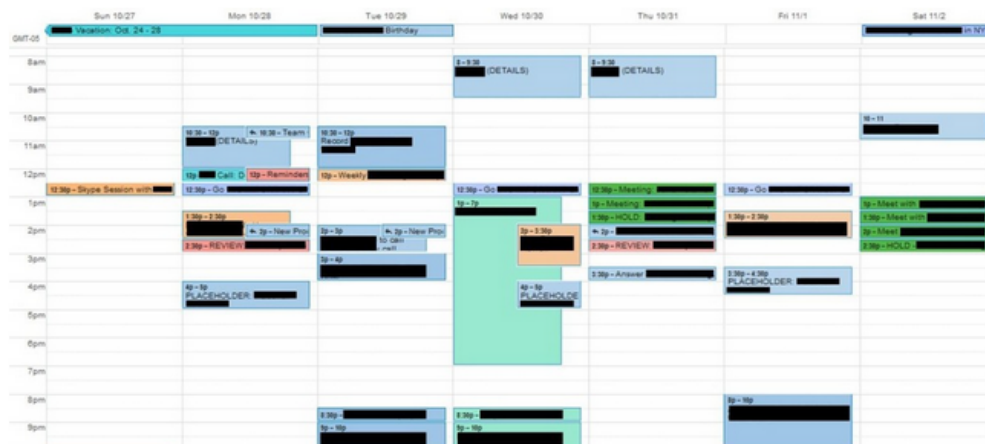 Sun 10/27
Mon 10/28
Tue 10/29
Wed 10/30
Thu 10/31
Fri 11/1
Sat 11/2
GMT-05
Vacation: Oct. 24 - 28
Birthday
in NY
8am
9am
10am
11am
12pm
1pm
2pm
3pm
4pm
5pm
6pm
7pm
8pm
9pm
12:30p – Skype Session with
10:30 – 12p
(DETAILS)
10:30 – Team
12p –
Call: D
12p – Reminders
12:30p – Go
1:30p – 2:30p
2p – New Proj
2:30p – REVIEW
4p – 5p
PLACEHOLDER:
10:30 – 12p
Record
12p – Weekly
2p – 3p
to call
call
2p – New Proj
3p – 4p
8:30p –
9p – 10p
8 – 9:30
(DETAILS)
12:30p – Go
1p – 7p
2p – 3:30p
4p – 5p
PLACEHOLDE
8:30p –
9p – 10p
8 – 9:30
(DETAILS)
12:30p – Meeting:
1p – Meeting:
1:30p – HOLD:
2p –
2:30p – REVIEW:
3:30p – Answer
12:30p – Go
1:30p – 2:30p
3:30p – 4:30p
PLACEHOLDER:
8p – 10p
10 – 11
1p – Meet with
1:30p – Meet with
2p – Meet
2:30p – HOLD